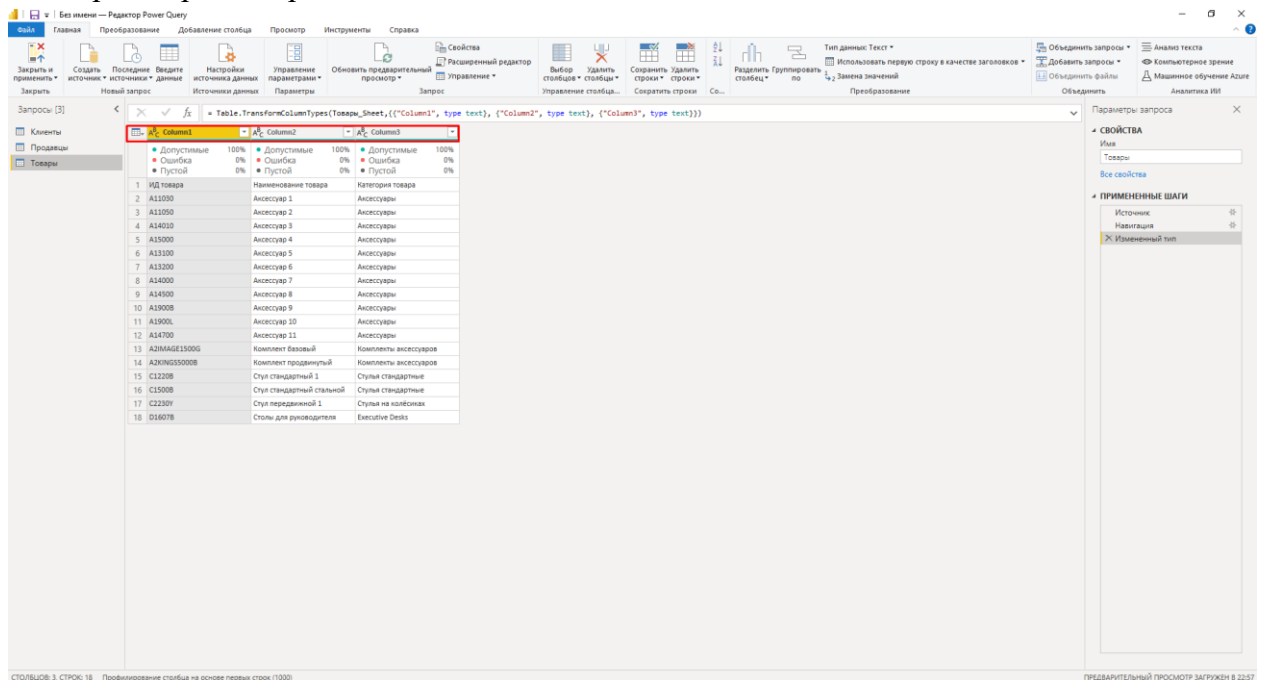 Без имени — Редактор Power Query
Файл Главная Преобразование Добавление столбца Просмотр Инструменты Справка
Закрыть и применить Создать источник Последние источники Введите данные Настройки источника данных Управление параметрами Обновить предварительный просмотр Свойства Расширенный редактор Управление Выбор столбцов Удалить столбцы Сохранить строки Удалить строки Разделить столбец Группировать по Тип данных: Текст Использовать первую строку в качестве заголовков Замена значений Объединить запросы Добавить запросы Объединить файлы Анализ текста Компьютерное зрение Машинное обучение Azure
Закрыть Новый запрос Источники данных Параметры Запрос Управление столбца... Сократить строки Со... Преобразование Объединить Аналитика ИИ
Запросы [3]
Клиенты
Продавцы
Товары
= Table.TransformColumnTypes(Товары_Sheet,{{"Column1", type text}, {"Column2", type text}, {"Column3", type text}})
Column1 Column2 Column3
Допустимые 100% Допустимые 100% Допустимые 100%
Ошибка 0% Ошибка 0% Ошибка 0%
Пустой 0% Пустой 0% Пустой 0%
1 ИД товара Наименование товара Категория товара
2 A11030 Аксессуар 1 Аксессуары
3 A11050 Аксессуар 2 Аксессуары
4 A14010 Аксессуар 3 Аксессуары
5 A15000 Аксессуар 4 Аксессуары
6 A13100 Аксессуар 5 Аксессуары
7 A13200 Аксессуар 6 Аксессуары
8 A14000 Аксессуар 7 Аксессуары
9 A14500 Аксессуар 8 Аксессуары
10 A1900B Аксессуар 9 Аксессуары
11 A1900L Аксессуар 10 Аксессуары
12 A14700 Аксессуар 11 Аксессуары
13 A2IMAGE1500G Комплект базовый Комплекты аксессуаров
14 A2KINGS5000B Комплект продвинутый Комплекты аксессуаров
15 C1220B Стул стандартный 1 Стулья стандартные
16 C1500B Стул стандартный стальной Стулья стандартные
17 C2230Y Стул передвижной 1 Стулья на колёсиках
18 D1607B Столы для руководителя Executive Desks
Параметры запроса
СВОЙСТВА
Имя
Товары
Все свойства
ПРИМЕНЕННЫЕ ШАГИ
Источник
Навигация
Измененный тип
СТОЛБЦОВ: 3, СТРОК: 18 Профилирование столбца на основе первых строк (1000)
ПРЕДВАРИТЕЛЬНЫЙ ПРОСМОТР ЗАГРУЖЕН В 22:57